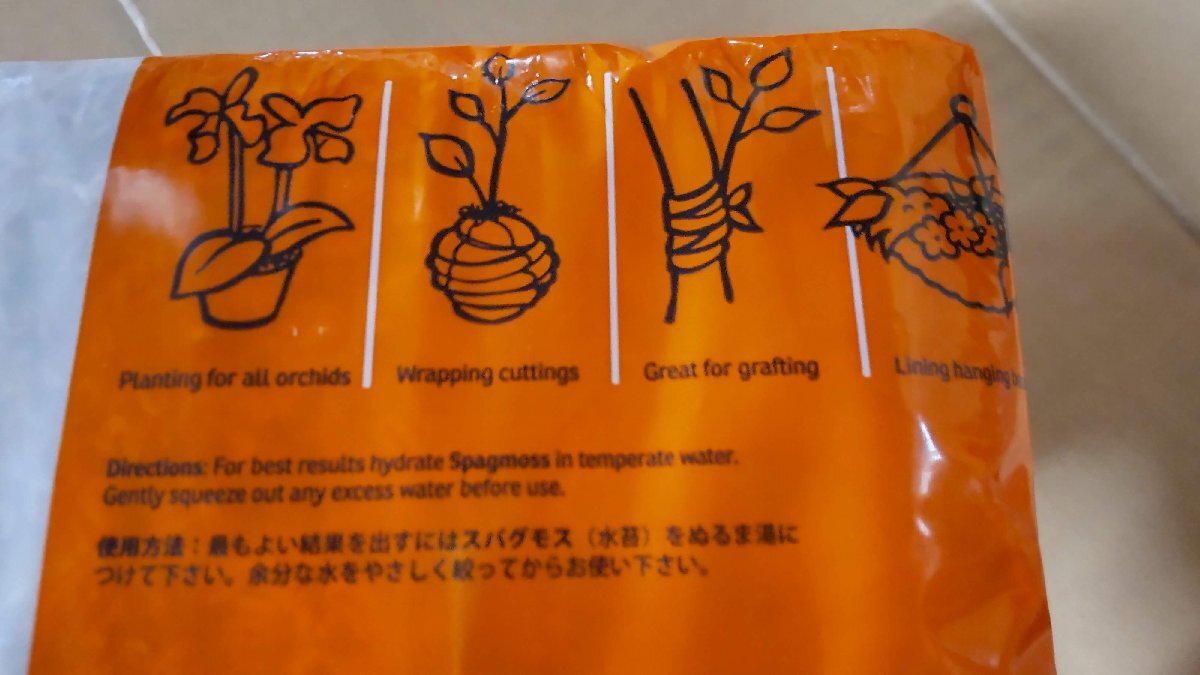 Planting for all orchids
Wrapping cuttings
Great for grafting
Lining hanging
Directions: For best results hydrate Spagmoss in temperate water.
Gently squeeze out any excess water before use.
使用方法：最もよい結果を出すにはスパグモス（水苔）をぬるま湯に
つけて下さい。余分な水をやさしく絞ってからお使い下さい。